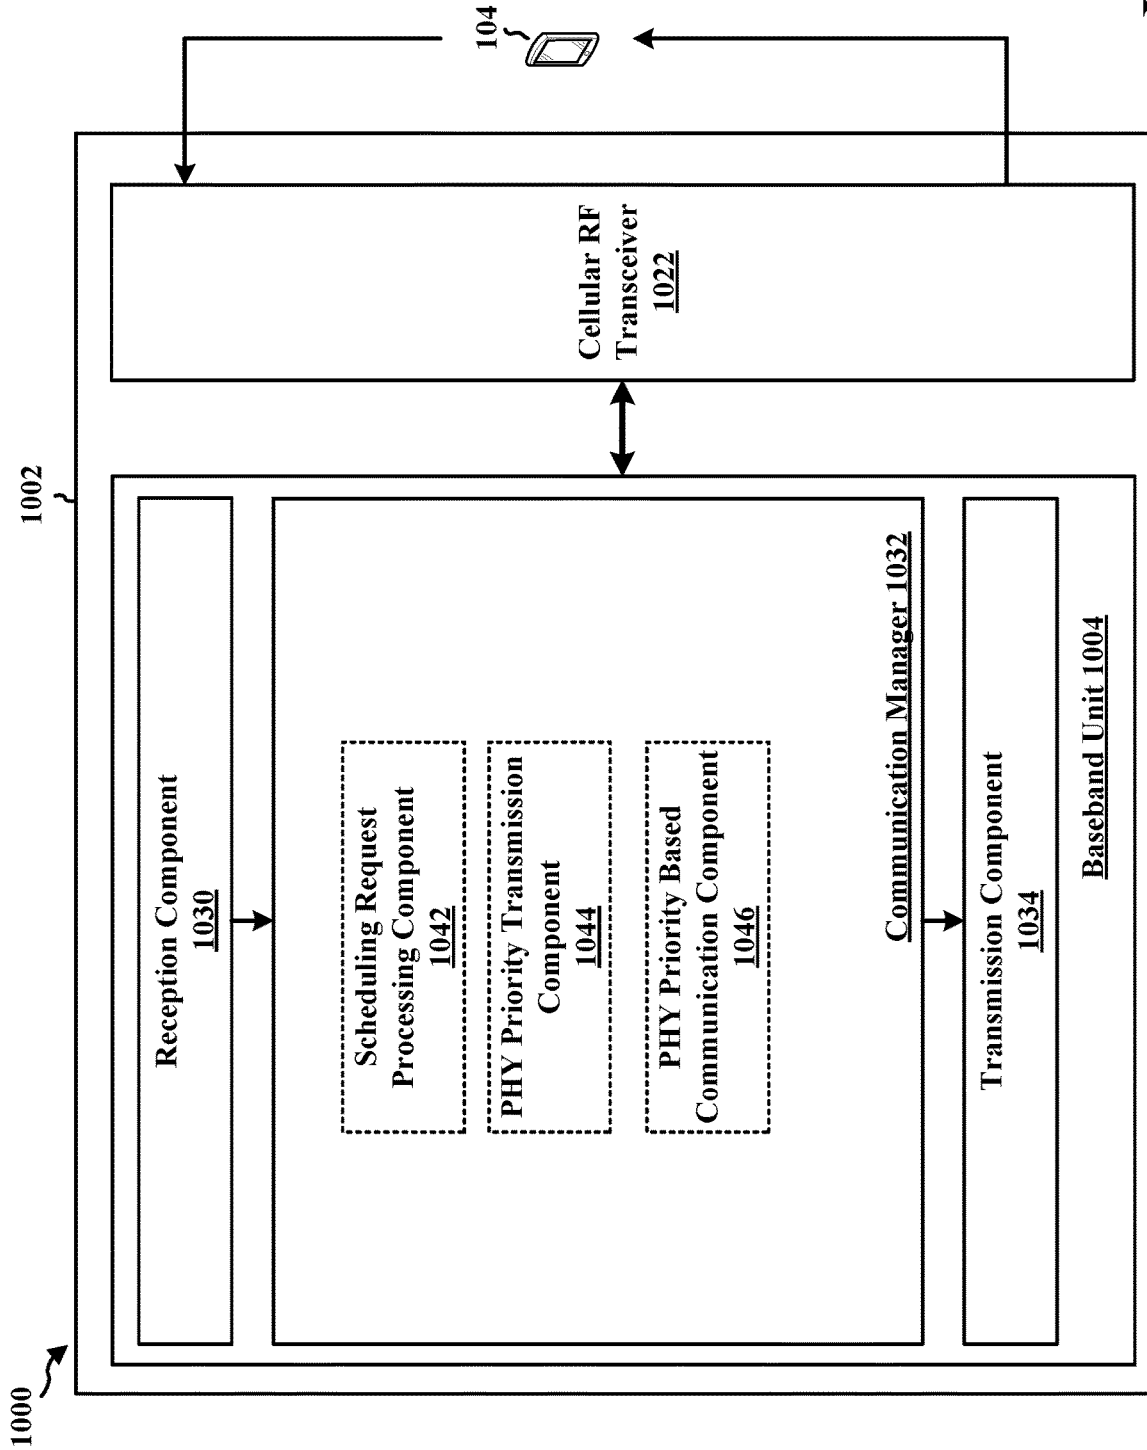 1000
1002
104
Reception Component
1030
Scheduling Request
Processing Component
1042
PHY Priority Transmission
Component
1044
PHY Priority Based
Communication Component
1046
Communication Manager 1032
Transmission Component
1034
Baseband Unit 1004
Cellular RF
Transceiver
1022